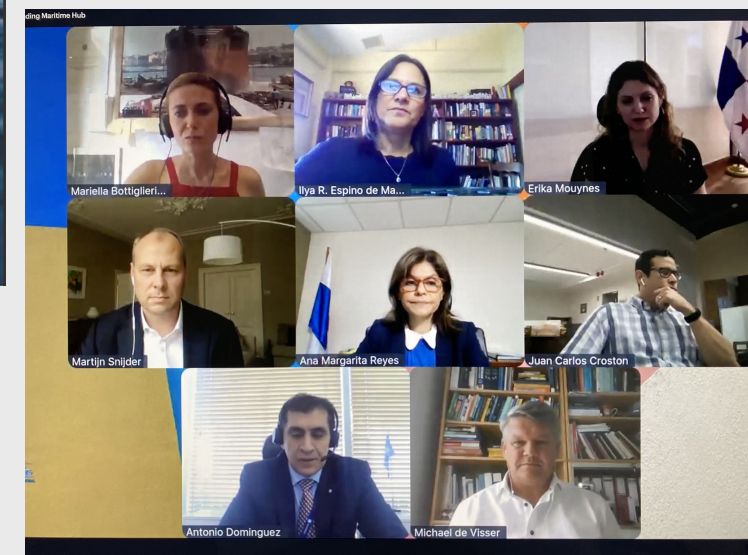 ding Maritime Hub
Mariella Bottiglieri...
Ilya R. Espino de Ma...
Erika Mouynes
Martijn Snijder
Ana Margarita Reyes
Juan Carlos Croston
Antonio Dominguez
Michael de Visser